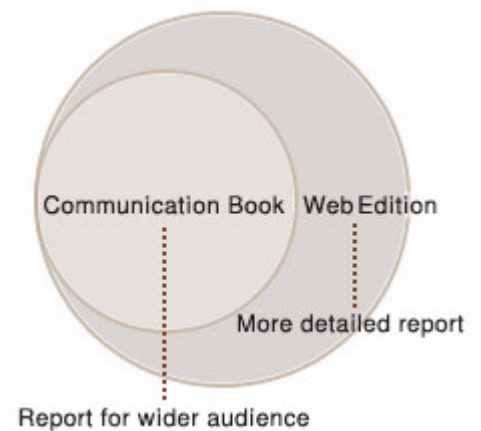 Communication Book
Web Edition
More detailed report
Report for wider audience